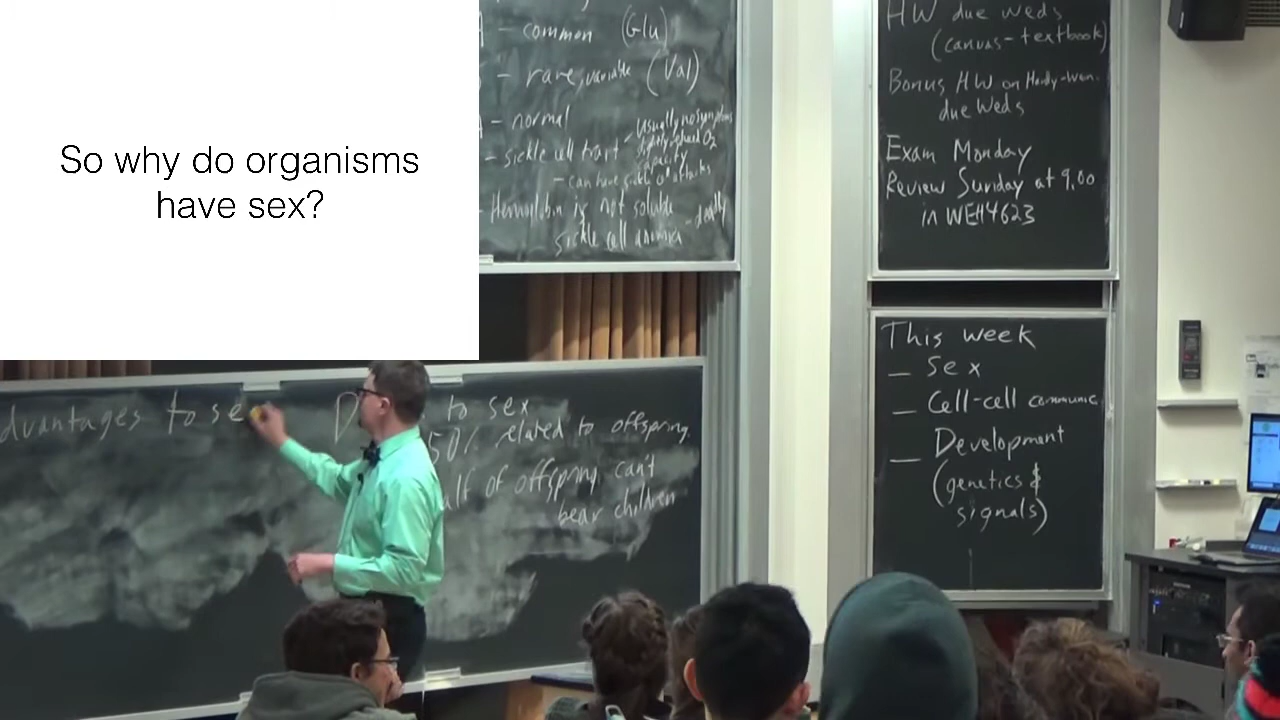 So why do organisms
have sex?
- common (Glu)
- rare, variable (Val)
- normal
usually no symptoms
- sickle cell trait
capacity
- can have sickle attacks
- Hemoglobin is not soluble - deadly
sickle cell anemia
HW due Weds
(canvas-textbook)
Bonus HW on Hardy-Wein.
due Weds
Exam Monday
Review Sunday at 9:00
in WEH4623
This week
- Sex
- Cell-cell communic.
- Development
(genetics &
signals)
dvantages to se
D to sex
50% related to offspring
alf of offspring can't
bear children